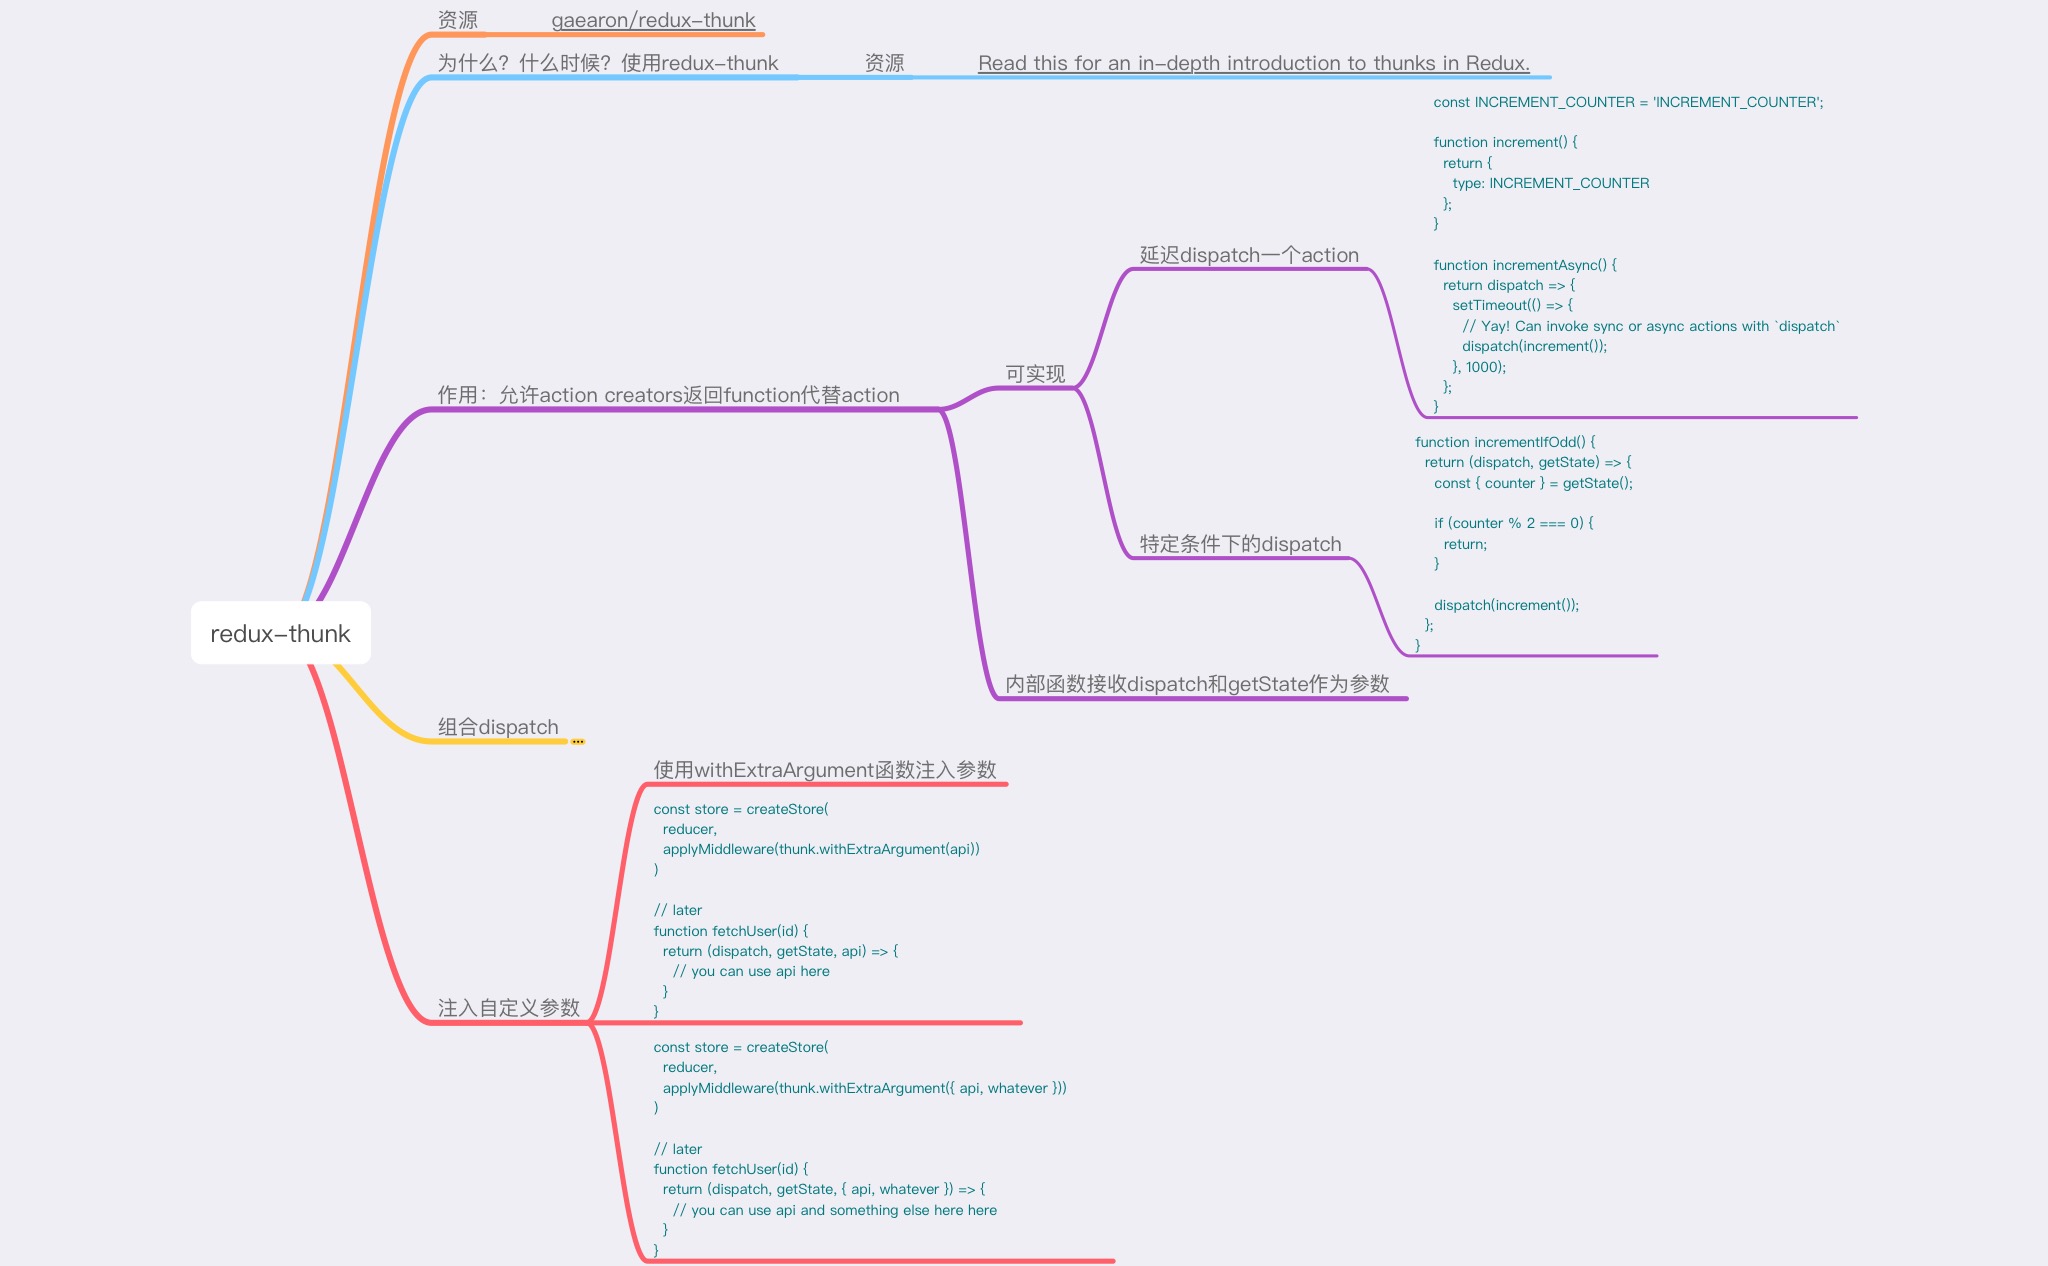 redux-thunk
资源
gaearon/redux-thunk
为什么？什么时候？使用redux-thunk
资源
Read this for an in-depth introduction to thunks in Redux.
作用：允许action creators返回function代替action
可实现
延迟dispatch一个action
const INCREMENT_COUNTER = 'INCREMENT_COUNTER';
function increment() {
return {
type: INCREMENT_COUNTER
};
}
function incrementAsync() {
return dispatch => {
setTimeout(() => {
// Yay! Can invoke sync or async actions with `dispatch`
dispatch(increment());
}, 1000);
};
}
特定条件下的dispatch
function incrementIfOdd() {
return (dispatch, getState) => {
const { counter } = getState();
if (counter % 2 === 0) {
return;
}
dispatch(increment());
};
}
内部函数接收dispatch和getState作为参数
组合dispatch
注入自定义参数
使用withExtraArgument函数注入参数
const store = createStore(
reducer,
applyMiddleware(thunk.withExtraArgument(api))
)
// later
function fetchUser(id) {
return (dispatch, getState, api) => {
// you can use api here
}
}
const store = createStore(
reducer,
applyMiddleware(thunk.withExtraArgument({ api, whatever }))
)
// later
function fetchUser(id) {
return (dispatch, getState, { api, whatever }) => {
// you can use api and something else here here
}
}